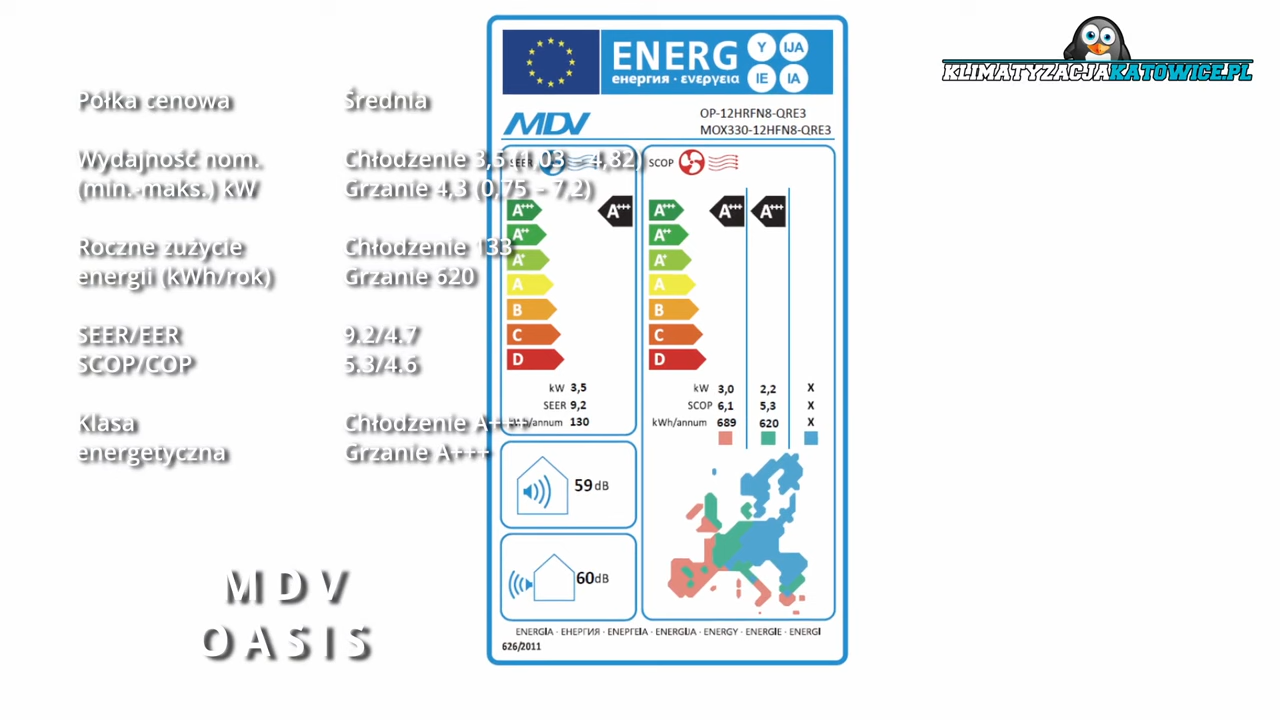 KLIMATYZACJAKATOWICE.PL
Półka cenowa Średnia
Wydajność nom. Chłodzenie 3,5 (1,03 – 4,82)
(min.-maks.) kW Grzanie 4,3 (0,75 – 7,2)
Roczne zużycie Chłodzenie 133
energii (kWh/rok) Grzanie 620
SEER/EER 9.2/4.7
SCOP/COP 5.3/4.6
Klasa Chłodzenie A+++
energetyczna Grzanie A+++
MDV
OASIS
ENERG
енергия · ενεργεια
Y IJA
IE IA
MDV
OP-12HRFN8-QRE3
MOX330-12HFN8-QRE3
SEER
A+++ A+++
A++
A+
A
B
C
D
kW 3,5
SEER 9,2
kWh/annum 130
SCOP
A+++ A+++ A+++
A++
A+
A
B
C
D
kW 3,0 2,2 X
SCOP 6,1 5,3 X
kWh/annum 689 620 X
59 dB
60dB
ENERGIA · ЕНЕРГИЯ · ΕΝΕΡΓΕΙΑ · ENERGIJA · ENERGY · ENERGIE · ENERGI
626/2011